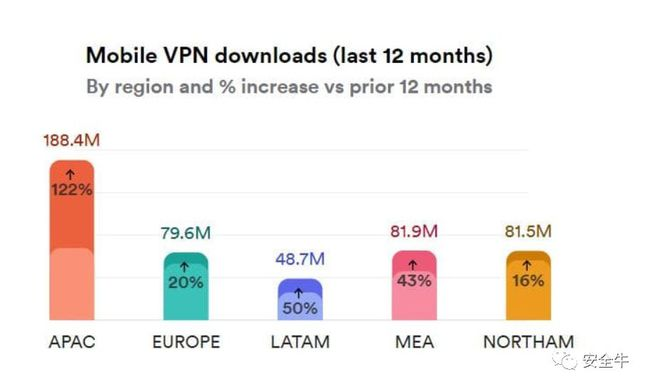 Mobile VPN downloads (last 12 months)
By region and % increase vs prior 12 months
188.4M
↑
122%
79.6M
↑
20%
48.7M
↑
50%
81.9M
↑
43%
81.5M
↑
16%
APAC
EUROPE
LATAM
MEA
NORTHAM
安全牛